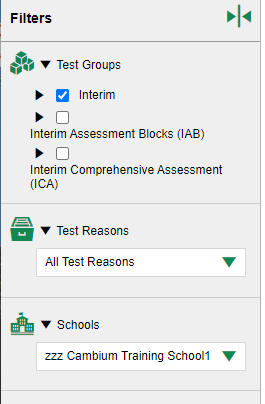 Filters
Test Groups
Interim
Interim Assessment Blocks (IAB)
Interim Comprehensive Assessment
(ICA)
Test Reasons
All Test Reasons
Schools
zzz Cambium Training School1